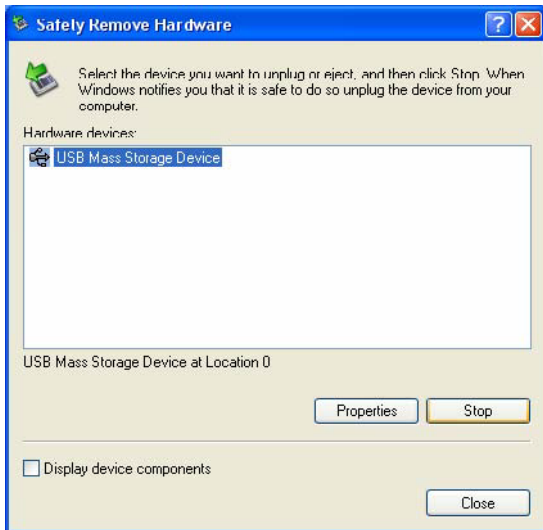 Safely Remove Hardware
Select the device you want to unplug or eject, and then click Stop. When
Windows notifies you that it is safe to do so unplug the device from your
computer.
Hardware devices:
USB Mass Storage Device
USB Mass Storage Device at Location 0
Properties Stop
Display device components
Close